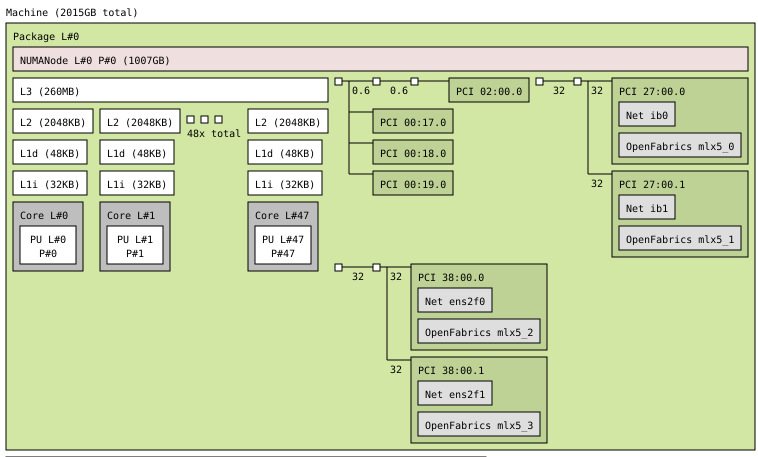 Machine (2015GB total)
Package L#0
NUMANode L#0 P#0 (1007GB)
L3 (260MB)
0.6
0.6
PCI 02:00.0
32
32
PCI 27:00.0
Net ib0
OpenFabrics mlx5_0
L2 (2048KB)
L2 (2048KB)
48x total
L2 (2048KB)
PCI 00:17.0
L1d (48KB)
L1d (48KB)
L1d (48KB)
PCI 00:18.0
L1i (32KB)
L1i (32KB)
L1i (32KB)
PCI 00:19.0
32
PCI 27:00.1
Net ib1
OpenFabrics mlx5_1
Core L#0
PU L#0
P#0
Core L#1
PU L#1
P#1
Core L#47
PU L#47
P#47
32
32
PCI 38:00.0
Net ens2f0
OpenFabrics mlx5_2
32
PCI 38:00.1
Net ens2f1
OpenFabrics mlx5_3